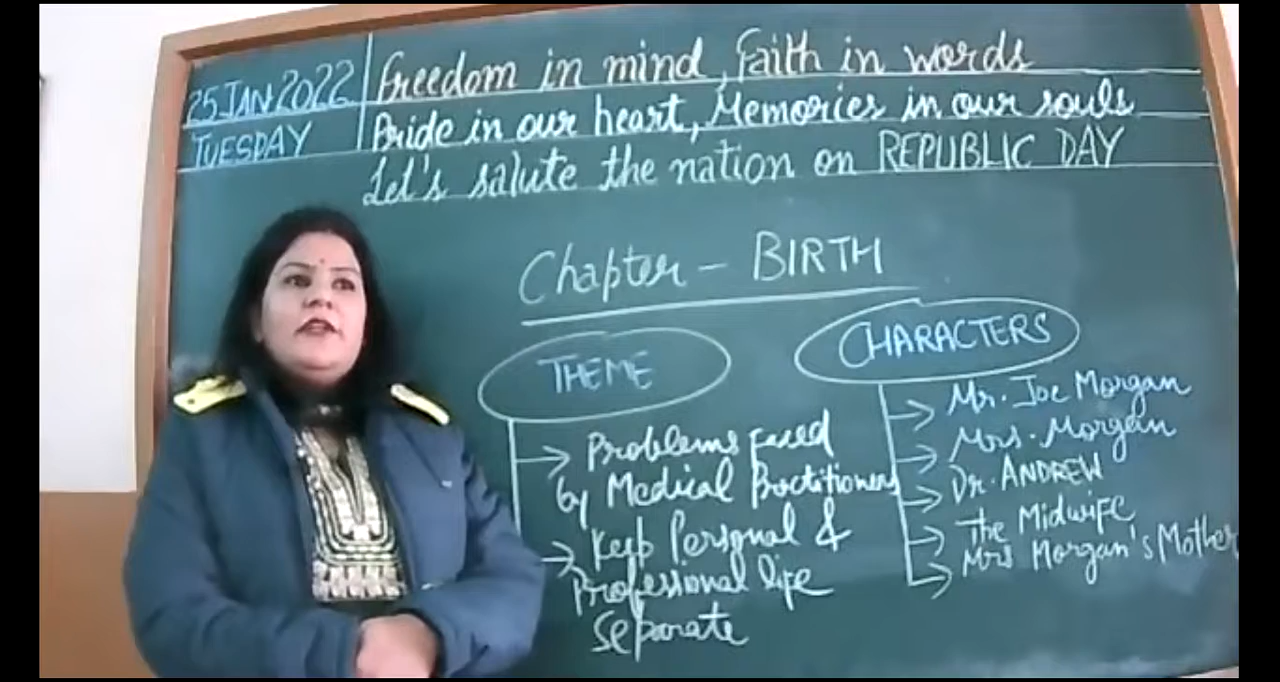 25 JAN 2022
TUESDAY
Freedom in mind, Faith in words
Pride in our heart, Memories in our souls
Let's salute the nation on REPUBLIC DAY
Chapter - BIRTH
THEME
Problems faced
by Medical Practitioners
Keep Personal &
Professional life
Separate
CHARACTERS
Mr. Joe Morgan
Mrs. Morgan
Dr. ANDREW
The Midwife
Mrs Morgan's Mother